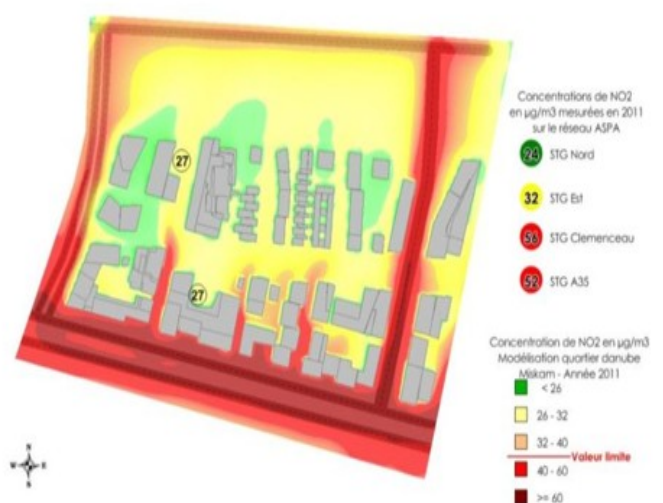 Concentrations de NO2
en µg/m3 mesurées en 2011
sur le réseau ASPA
24 STG Nord
32 STG Est
56 STG Clemenceau
52 STG A35
27
27
Concentration de NO2 en µg/m3
Modélisation quartier danube
Miskam - Année 2011
< 26
26 - 32
32 - 40
Valeur limite
40 - 60
>= 60
N
W E
S